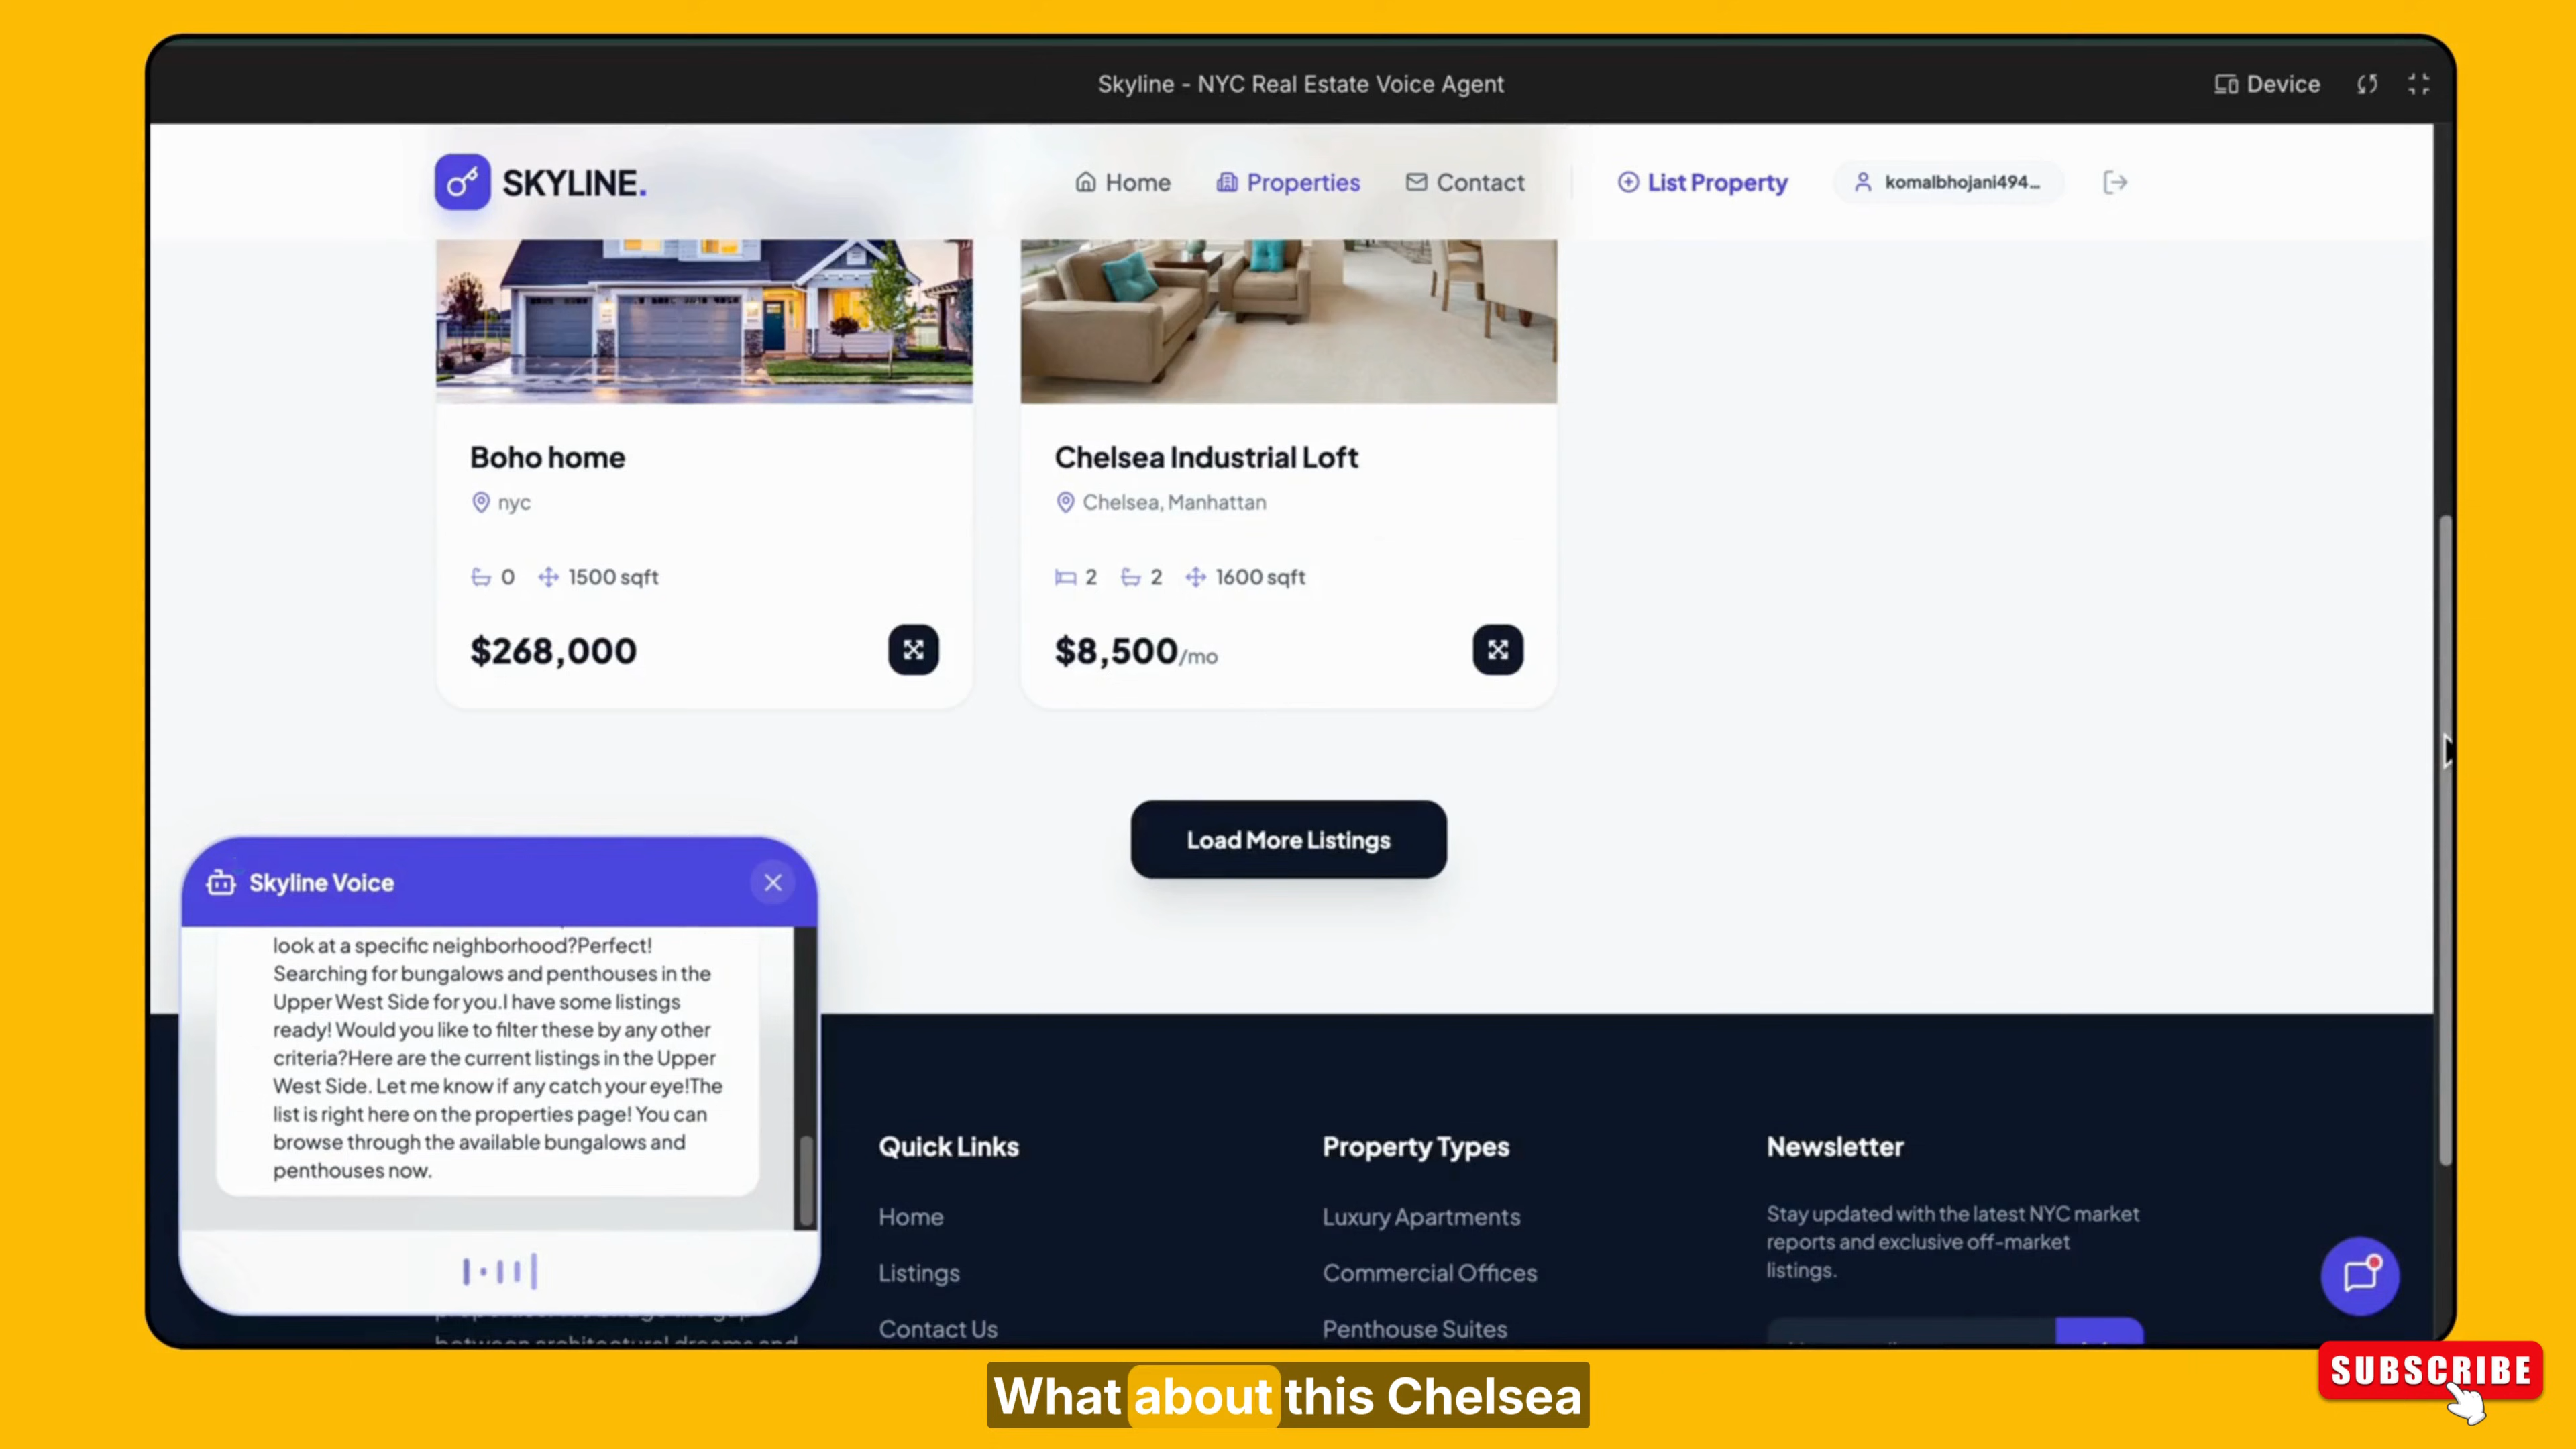 Skyline - NYC Real Estate Voice Agent
Device
SKYLINE.
Home
Properties
Contact
List Property
komalbhojani494...
Boho home
nyc
0
1500 sqft
$268,000
Chelsea Industrial Loft
Chelsea, Manhattan
2
2
1600 sqft
$8,500/mo
Load More Listings
Skyline Voice
look at a specific neighborhood?Perfect!
Searching for bungalows and penthouses in the
Upper West Side for you.I have some listings
ready! Would you like to filter these by any other
criteria?Here are the current listings in the Upper
West Side. Let me know if any catch your eye!The
list is right here on the properties page! You can
browse through the available bungalows and
penthouses now.
Quick Links
Home
Listings
Contact Us
Property Types
Luxury Apartments
Commercial Offices
Penthouse Suites
Newsletter
Stay updated with the latest NYC market
reports and exclusive off-market
listings.
What about this Chelsea
SUBSCRIBE